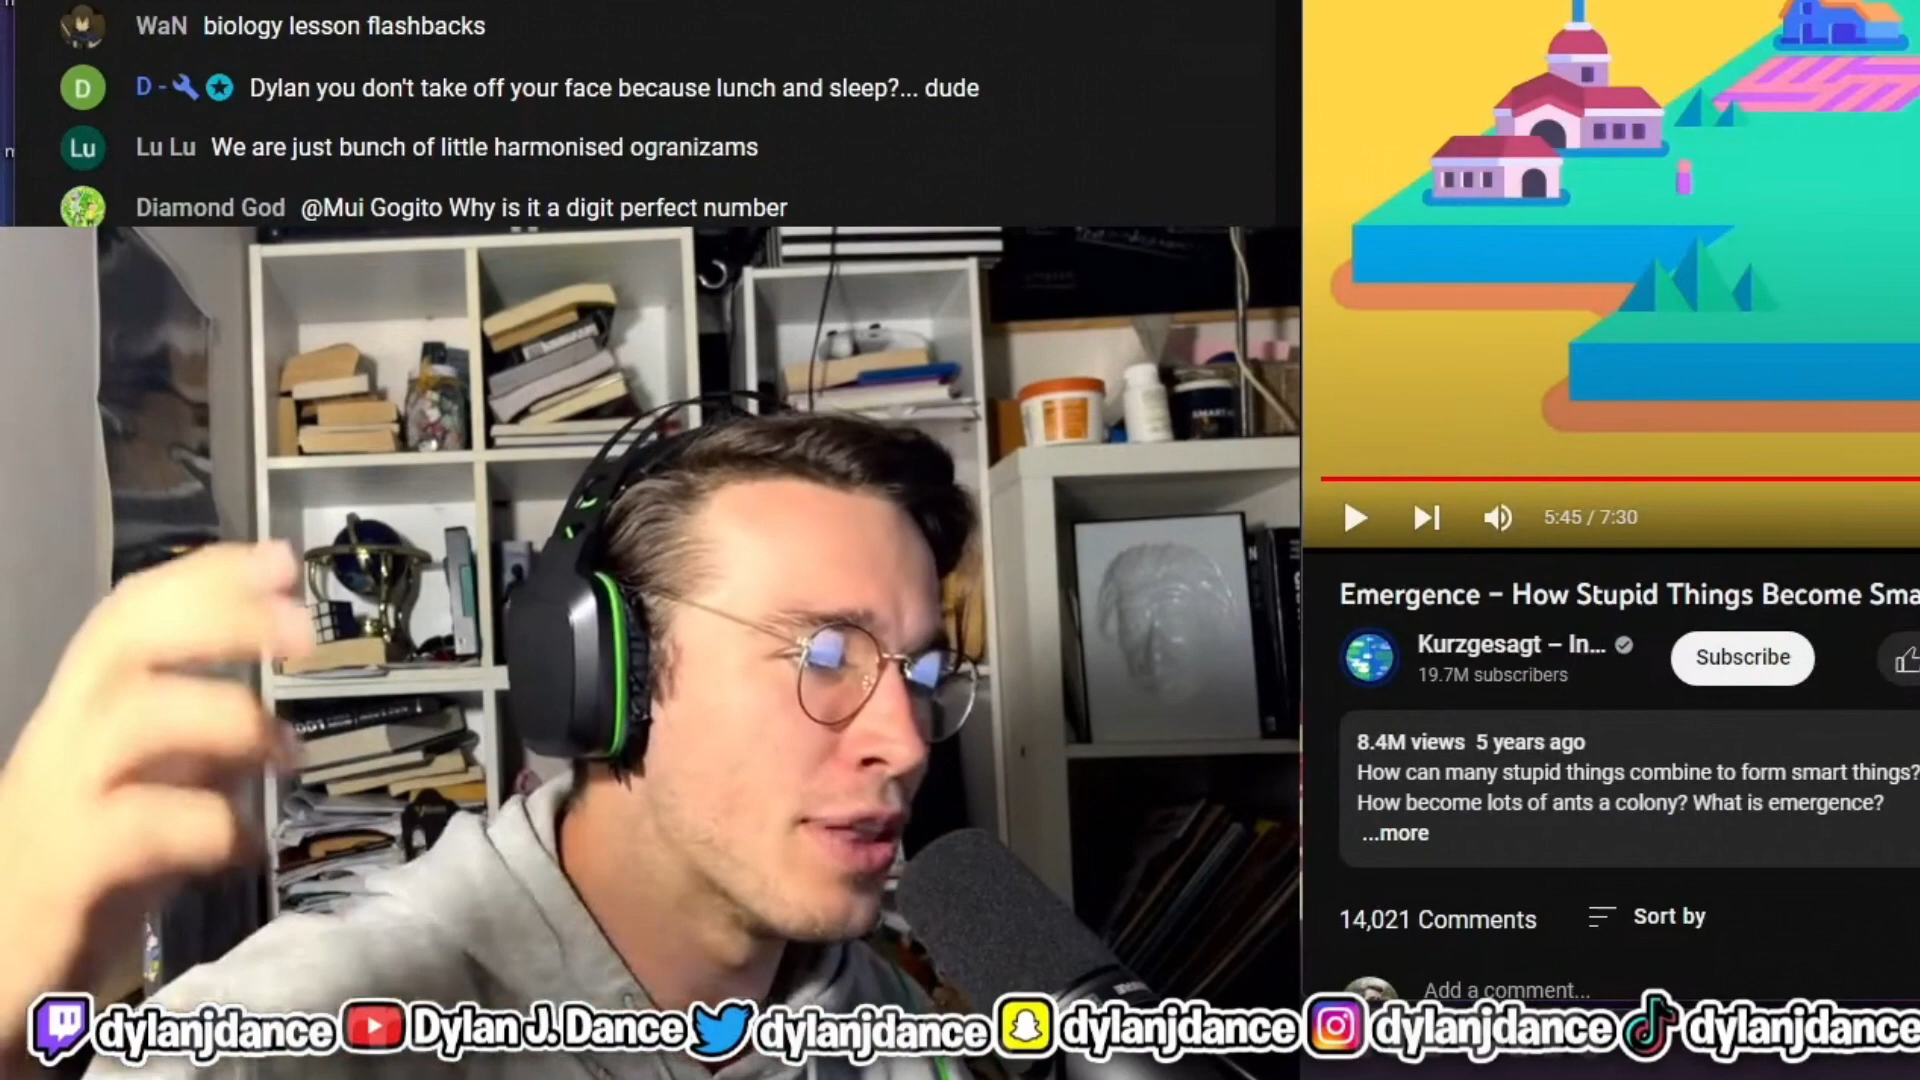 WaN biology lesson flashbacks
D D - Dylan you don't take off your face because lunch and sleep?... dude
Lu Lu Lu We are just bunch of little harmonised ogranizams
Diamond God @Mui Gogito Why is it a digit perfect number
SMART
5:45 / 7:30
Emergence – How Stupid Things Become Sma
Kurzgesagt – In...
19.7M subscribers
Subscribe
8.4M views 5 years ago
How can many stupid things combine to form smart things?
How become lots of ants a colony? What is emergence?
...more
14,021 Comments
Sort by
Add a comment...
dylanjdance Dylan J. Dance dylanjdance dylanjdance dylanjdance dylanjdance